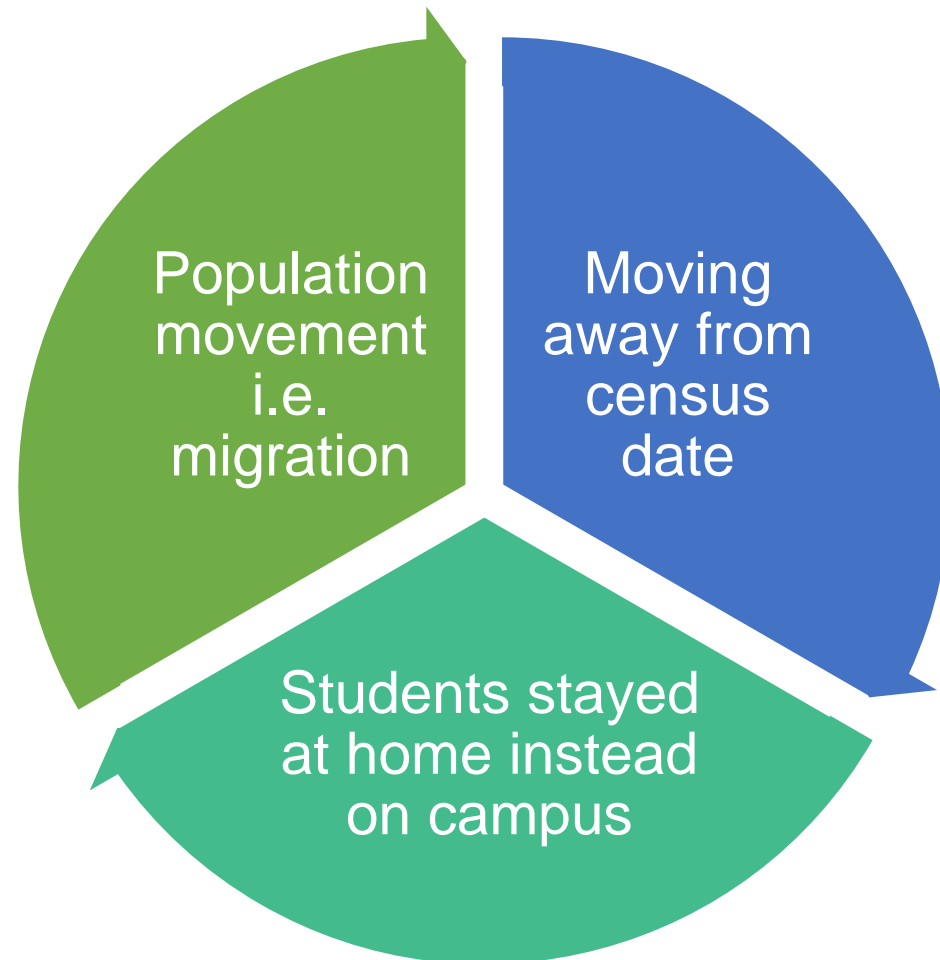 Population
movement
i.e.
migration
Moving
away from
census
date
Students stayed
at home instead
on campus